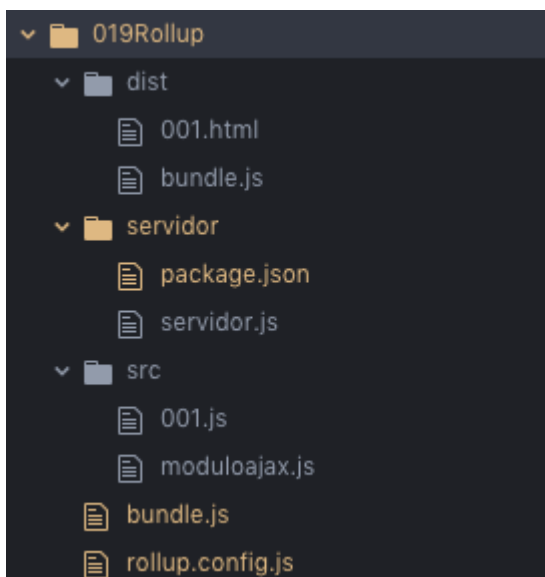 019Rollup
dist
001.html
bundle.js
servidor
package.json
servidor.js
src
001.js
moduloajax.js
bundle.js
rollup.config.js